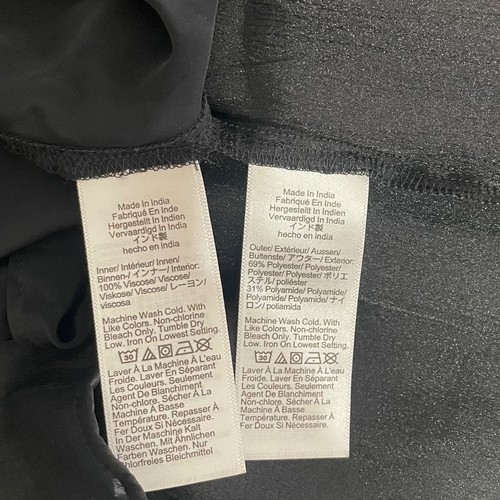 Made In India
Fabriqué En Inde
Hergestellt In Indien
Vervaardigd In India
インド製
hecho en india
Inner/ Intérieur/ Innen/
Binnen-/ インナー/ Interior:
100% Viscose/ Viscose/
Viskose/ Viscose/ レーヨン/
viscosa
Machine Wash Cold. With
Like Colors. Non-chlorine
Bleach Only. Tumble Dry
Low. Iron On Lowest Setting.
30
Laver À La Machine À L'eau
Froide. Laver En Séparant
Les Couleurs. Seulement
Agent De Blanchiment
Non-chlore. Sécher À La
Machine À Basse
Température. Repasser À
Fer Doux Si Nécessaire.
In Der Maschine Kalt
Waschen. Mit Ähnlichen
Farben Waschen. Nur
Chlorfreies Bleichmittel
Made In India
Fabriqué En Inde
Hergestellt In Indien
Vervaardigd In India
インド製
hecho en india
Outer/ Extérieur/ Aussen/
Buitenste/ アウター/ Exterior:
69% Polyester/ Polyester/
Polyester/ Polyester/ ポリエ
ステル/ poliéster
31% Polyamide/ Polyamide/
Polyamid/ Polyamide/ ナイ
ロン/ poliamida
Machine Wash Cold. With
Like Colors. Non-chlorine
Bleach Only. Tumble Dry
Low. Iron On Lowest Setting.
30
Laver À La Machine À L'eau
Froide. Laver En Séparant
Les Couleurs. Seulement
Agent De Blanchiment
Non-chlore. Sécher À La
Machine À Basse
Température. Repasser À
Fer Doux Si Nécessaire.